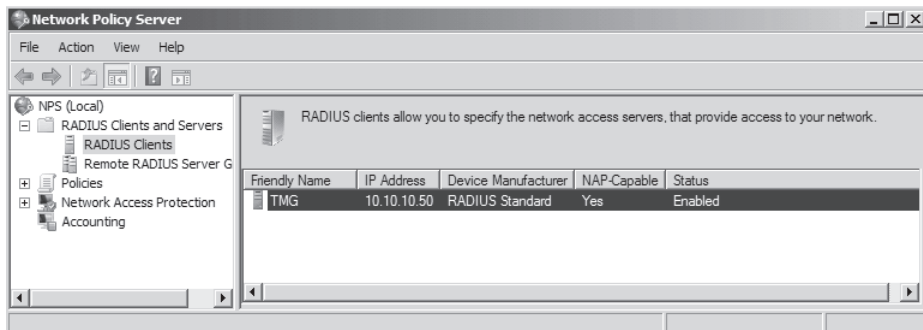 Network Policy Server
File Action View Help
NPS (Local)
RADIUS Clients and Servers
RADIUS Clients
Remote RADIUS Server G
Policies
Network Access Protection
Accounting
RADIUS clients allow you to specify the network access servers, that provide access to your network.
Friendly Name IP Address Device Manufacturer NAP-Capable Status
TMG 10.10.10.50 RADIUS Standard Yes Enabled